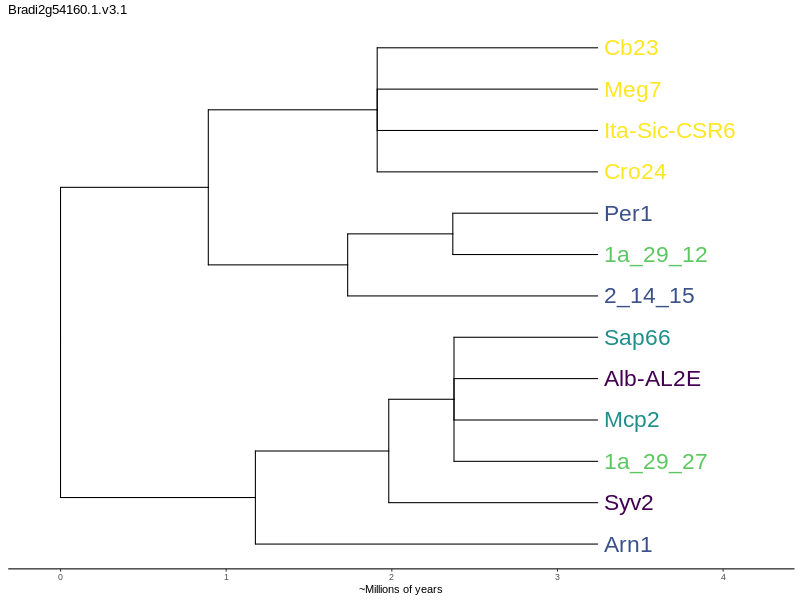 Bradi2g54160.1.v3.1
Cb23
Meg7
Ita-Sic-CSR6
Cro24
Per1
1a_29_12
2_14_15
Sap66
Alb-AL2E
Mcp2
1a_29_27
Syv2
Arn1
0 1 2 3 4
~Millions of years